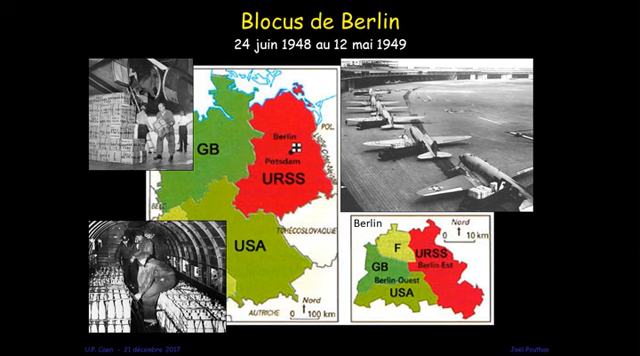 Blocus de Berlin
24 juin 1948 au 12 mai 1949
GB
Berlin
Potsdam
URSS
POL.
USA
TCHÉCOSLOVAQUIE
AUTRICHE
Nord
0 100 km
Berlin
Nord
0 10 km
F
URSS
Berlin-Est
GB
Berlin-Ouest
USA
U.P. Caen - 21 décembre 2017
Joël Pouthas